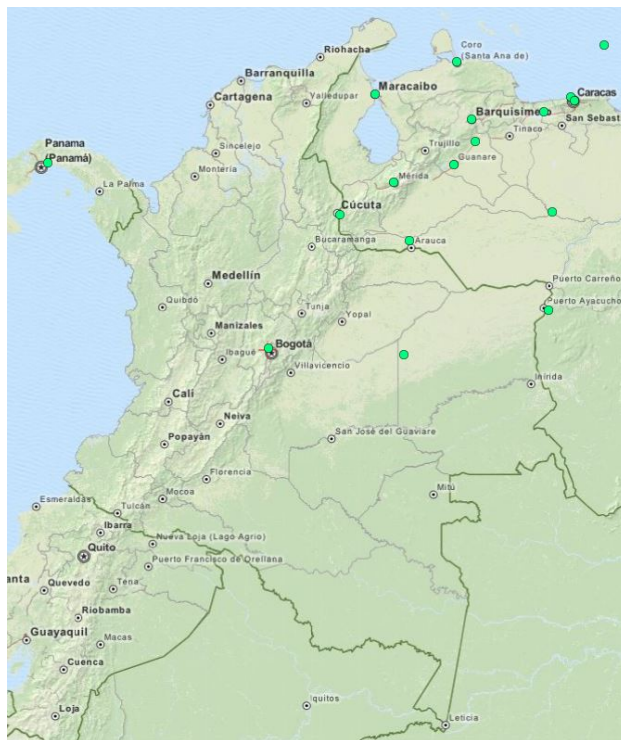 Riohacha
Coro
(Santa Ana de)
Barranquilla
Maracaibo
Valledupar
Cartagena
Caracas
Barquisimeto
San Sebast
Tinaco
Panama
(Panamá)
Sincelejo
Trujillo
Guanare
Montería
Mérida
La Palma
Cúcuta
Bucaramanga
Arauca
Medellín
Puerto Carreño
Quibdó
Tunja
Puerto Ayacucho
Yopal
Manizales
Bogotá
Ibagué
Villavicencio
Inírida
Cali
Neiva
Popayán
San José del Guaviare
Florencia
Mitú
Mocoa
Esmeraldas
Tulcán
Ibarra
Nueva Loja (Lago Agrio)
Quito
Puerto Francisco de Orellana
anta
Quevedo
Tena
Riobamba
Guayaquil
Macas
Cuenca
Loja
Iquitos
Leticia